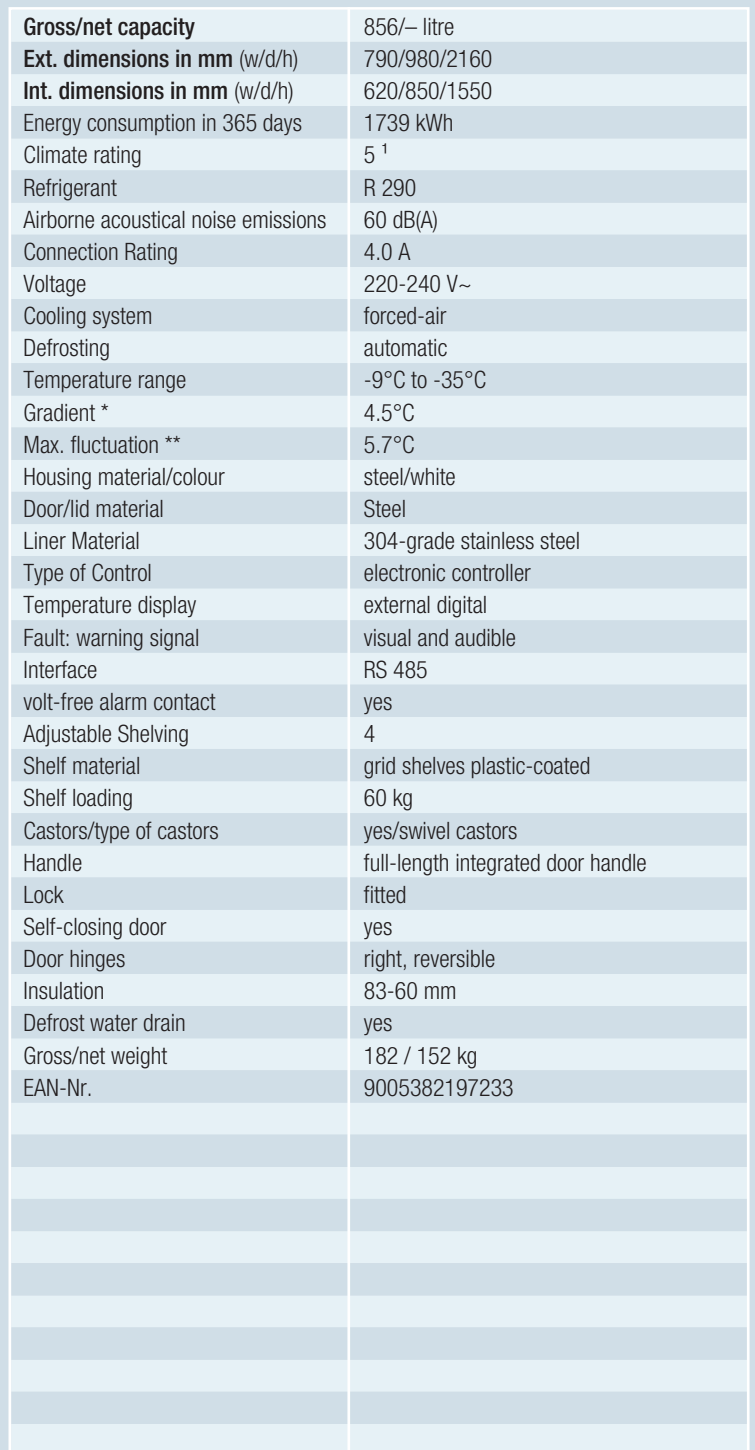 Gross/net capacity 856/– litre
Ext. dimensions in mm (w/d/h) 790/980/2160
Int. dimensions in mm (w/d/h) 620/850/1550
Energy consumption in 365 days 1739 kWh
Climate rating 5 ¹
Refrigerant R 290
Airborne acoustical noise emissions 60 dB(A)
Connection Rating 4.0 A
Voltage 220-240 V~
Cooling system forced-air
Defrosting automatic
Temperature range -9°C to -35°C
Gradient * 4.5°C
Max. fluctuation ** 5.7°C
Housing material/colour steel/white
Door/lid material Steel
Liner Material 304-grade stainless steel
Type of Control electronic controller
Temperature display external digital
Fault: warning signal visual and audible
Interface RS 485
volt-free alarm contact yes
Adjustable Shelving 4
Shelf material grid shelves plastic-coated
Shelf loading 60 kg
Castors/type of castors yes/swivel castors
Handle full-length integrated door handle
Lock fitted
Self-closing door yes
Door hinges right, reversible
Insulation 83-60 mm
Defrost water drain yes
Gross/net weight 182 / 152 kg
EAN-Nr. 9005382197233